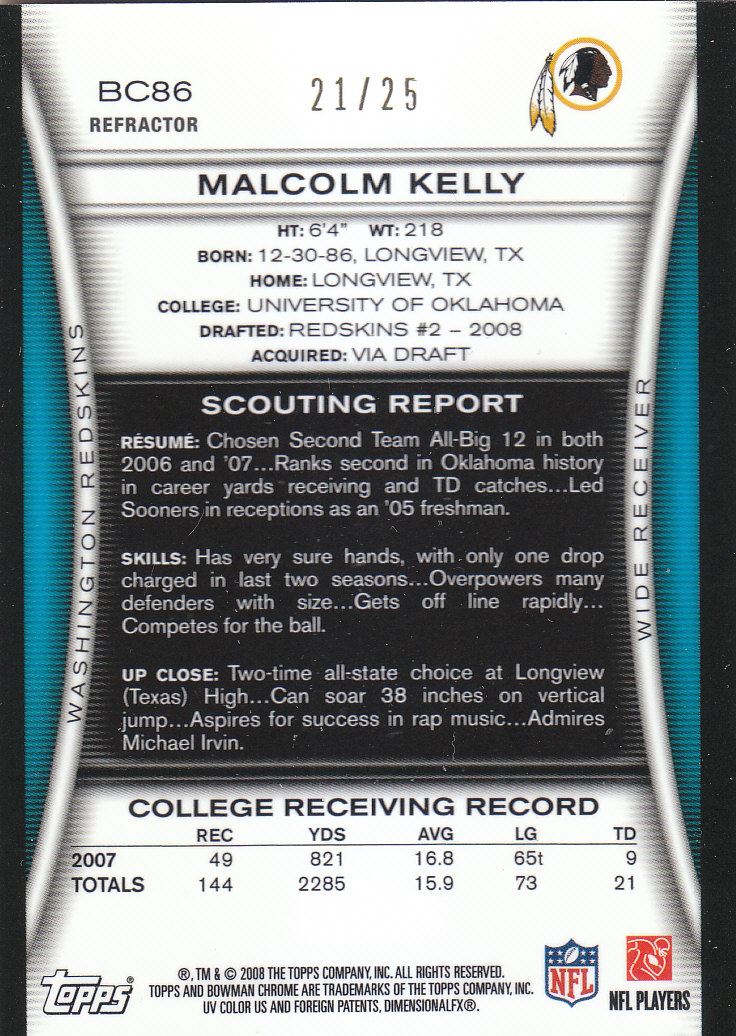 BC86
REFRACTOR
21/25
MALCOLM KELLY
HT: 6'4" WT: 218
BORN: 12-30-86, LONGVIEW, TX
HOME: LONGVIEW, TX
COLLEGE: UNIVERSITY OF OKLAHOMA
DRAFTED: REDSKINS #2 – 2008
ACQUIRED: VIA DRAFT
WASHINGTON REDSKINS
WIDE RECEIVER
SCOUTING REPORT
RÉSUMÉ: Chosen Second Team All-Big 12 in both
2006 and '07...Ranks second in Oklahoma history
in career yards receiving and TD catches...Led
Sooners in receptions as an '05 freshman.
SKILLS: Has very sure hands, with only one drop
charged in last two seasons...Overpowers many
defenders with size...Gets off line rapidly...
Competes for the ball.
UP CLOSE: Two-time all-state choice at Longview
(Texas) High...Can soar 38 inches on vertical
jump...Aspires for success in rap music...Admires
Michael Irvin.
COLLEGE RECEIVING RECORD
REC YDS AVG LG TD
2007 49 821 16.8 65t 9
TOTALS 144 2285 15.9 73 21
Topps®
®, TM & © 2008 THE TOPPS COMPANY, INC. ALL RIGHTS RESERVED.
TOPPS AND BOWMAN CHROME ARE TRADEMARKS OF THE TOPPS COMPANY, INC.
UV COLOR US AND FOREIGN PATENTS, DIMENSIONALFX®.
NFL
NFL PLAYERS